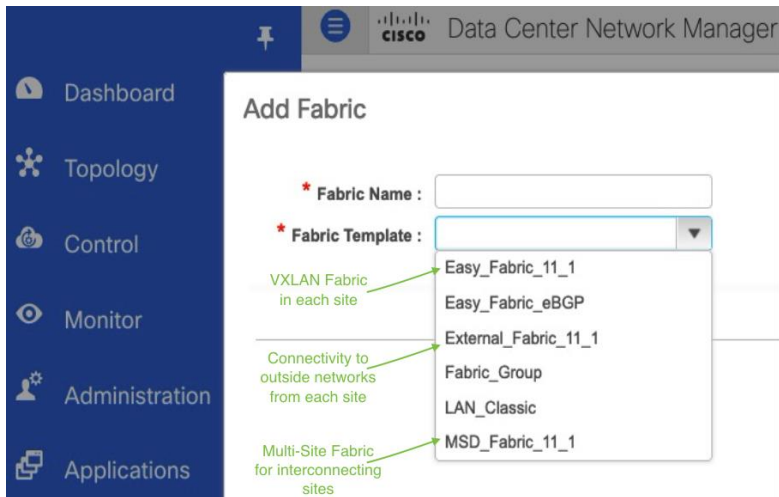 CISCO Data Center Network Manager
Dashboard
Topology
Control
Monitor
Administration
Applications
Add Fabric
* Fabric Name :
* Fabric Template :
Easy_Fabric_11_1
Easy_Fabric_eBGP
External_Fabric_11_1
Fabric_Group
LAN_Classic
MSD_Fabric_11_1
VXLAN Fabric
in each site
Connectivity to
outside networks
from each site
Multi-Site Fabric
for interconnecting
sites